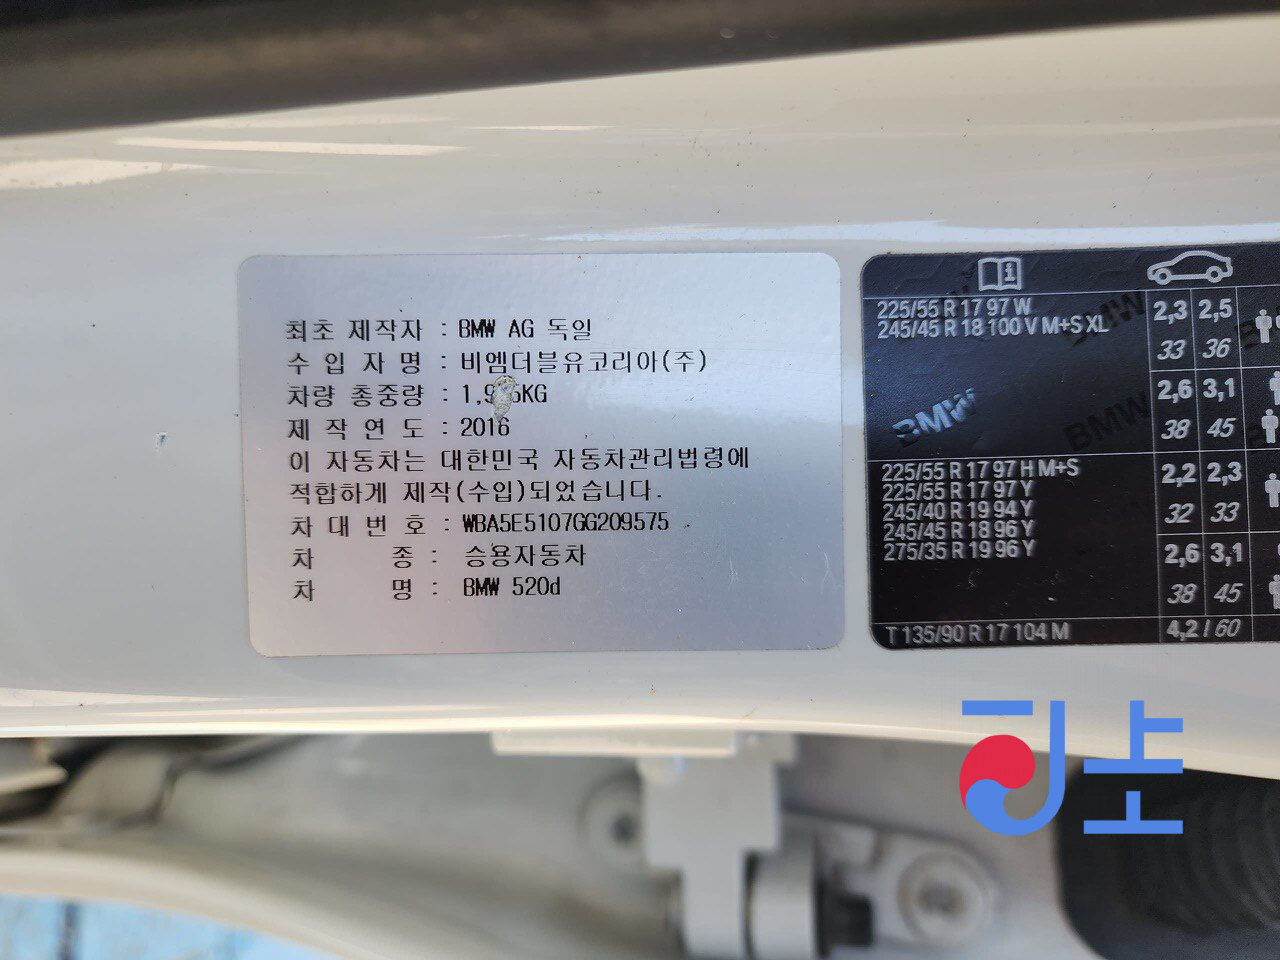 최초 제작자 : BMW AG 독일
수 입 자 명 : 비엠더블유코리아(주)
차량 총중량 :
제 작 연 도 : 2016
이 자동차는 대한민국 자동차관리법령에
적합하게 제작(수입)되었습니다.
차 대 번 호 : WBA5E5107GG209575
차 종 : 승용자동차
차 명 : BMW 520d
225/55 R 17 97 W
245/45 R 18 100 V M+S XL
2,3 2,5
33 36
2,6 3,1
38 45
BMW
225/55 R 17 97 H M+S
225/55 R 17 97 Y
245/40 R 19 94 Y
245/45 R 18 96 Y
275/35 R 19 96 Y
2,2 2,3
32 33
2,6 3,1
38 45
T 135/90 R 17 104 M
4,2 / 60